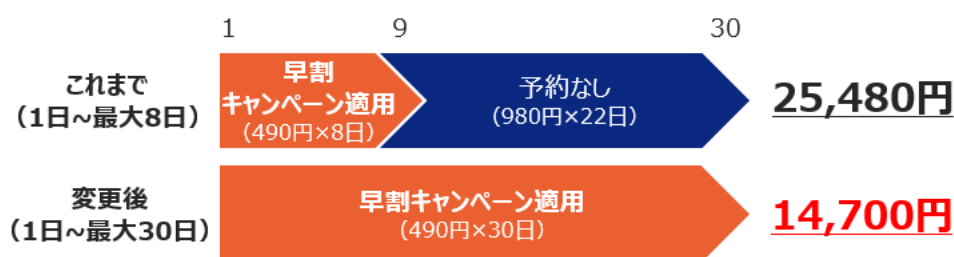 1
9
30
これまで
（1日~最大8日）
早割
キャンペーン適用
（490円×8日）
予約なし
（980円×22日）
25,480円
変更後
（1日~最大30日）
早割キャンペーン適用
（490円×30日）
14,700円